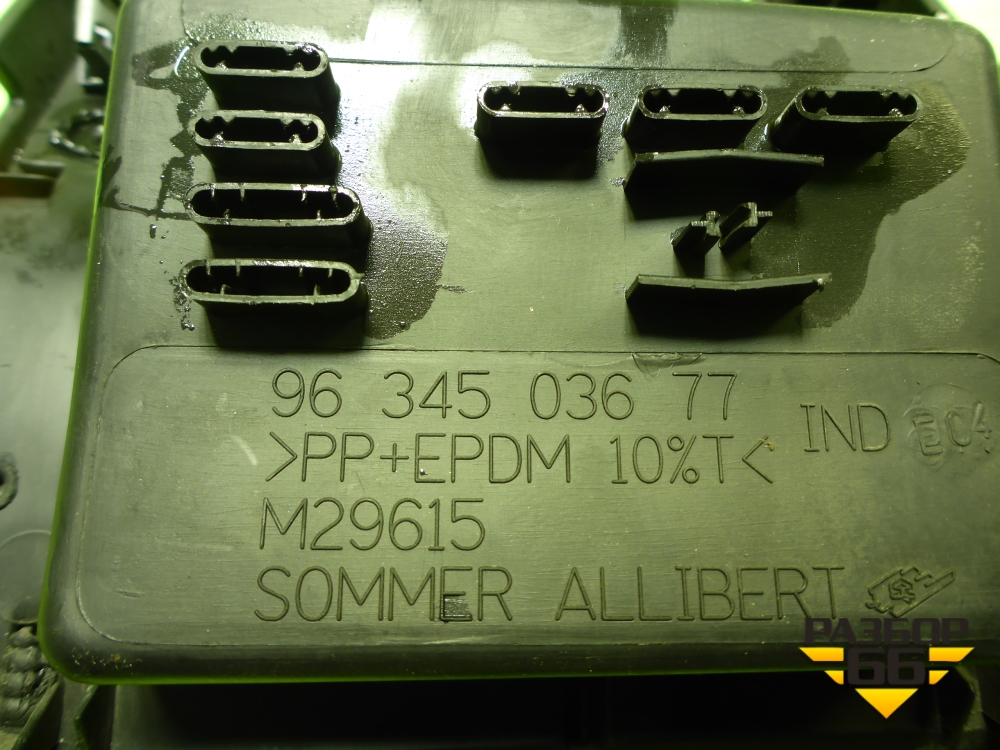 96 345 036 77
>PP+EPDM 10%T<
IND
M29615
SOMMER ALLIBERT
РАЗБОР
66